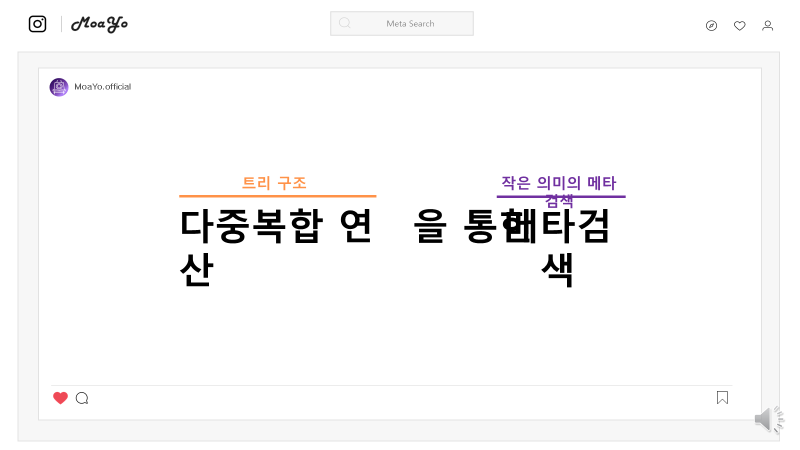 MoaYo
Meta Search
MoaYo.official
트리 구조
작은 의미의 메타
검색
다중복합 연
산
을 통한
메타검
색